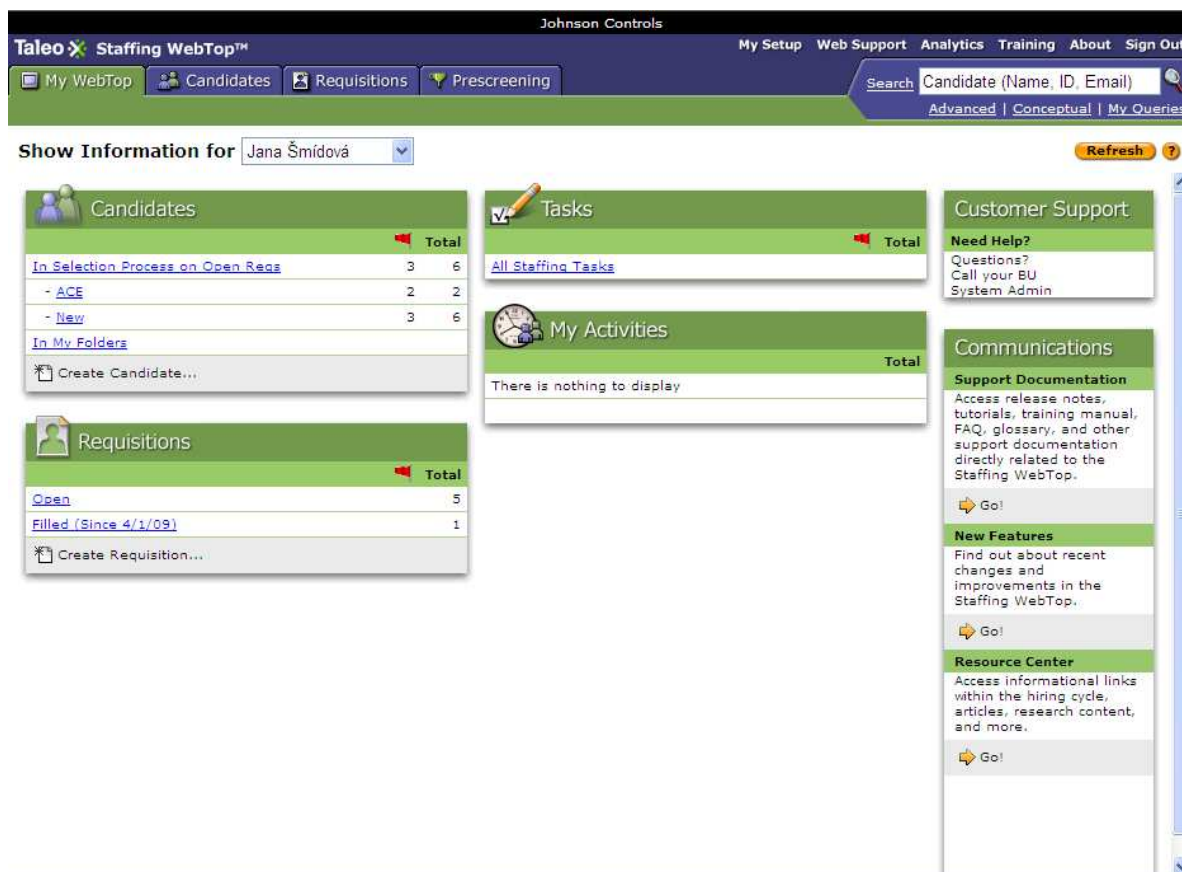 Johnson Controls
Taleo Staffing WebTop™
My Setup Web Support Analytics Training About Sign Out
My WebTop Candidates Requisitions Prescreening
Search Candidate (Name, ID, Email)
Advanced | Conceptual | My Queries
Show Information for Jana Šmídová
Refresh ?
Candidates
Total
In Selection Process on Open Reqs 3 6
- ACE 2 2
- New 3 6
In My Folders
Create Candidate...
Requisitions
Total
Open 5
Filled (Since 4/1/09) 1
Create Requisition...
Tasks
Total
All Staffing Tasks
My Activities
Total
There is nothing to display
Customer Support
Need Help?
Questions?
Call your BU
System Admin
Communications
Support Documentation
Access release notes,
tutorials, training manual,
FAQ, glossary, and other
support documentation
directly related to the
Staffing WebTop.
Go!
New Features
Find out about recent
changes and
improvements in the
Staffing WebTop.
Go!
Resource Center
Access informational links
within the hiring cycle,
articles, research content,
and more.
Go!